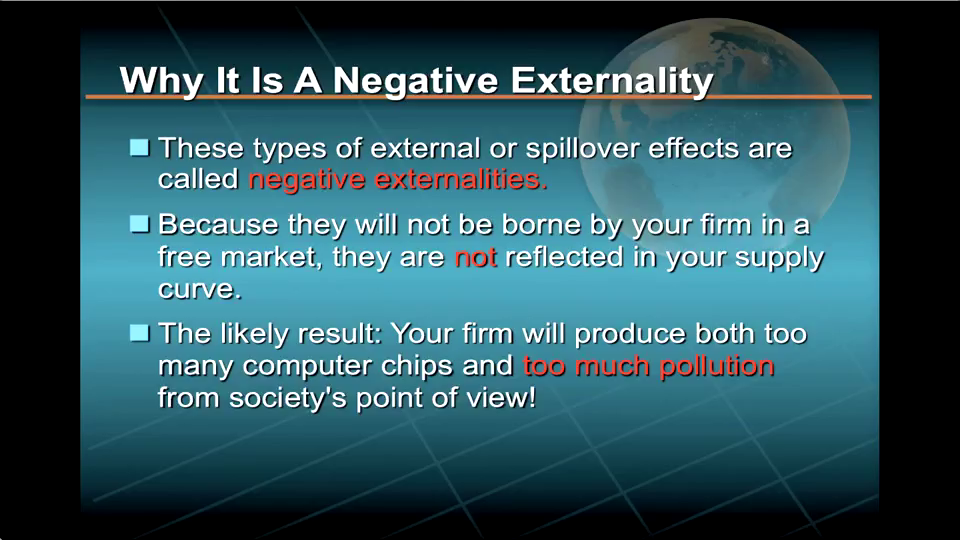 Why It Is A Negative Externality
These types of external or spillover effects are
called negative externalities.
Because they will not be borne by your firm in a
free market, they are not reflected in your supply
curve.
The likely result: Your firm will produce both too
many computer chips and too much pollution
from society's point of view!